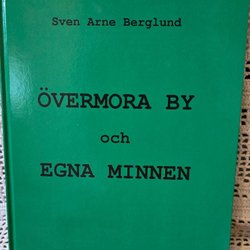 Sven Arne Berglund
ÖVERMORA BY
och
EGNA MINNEN